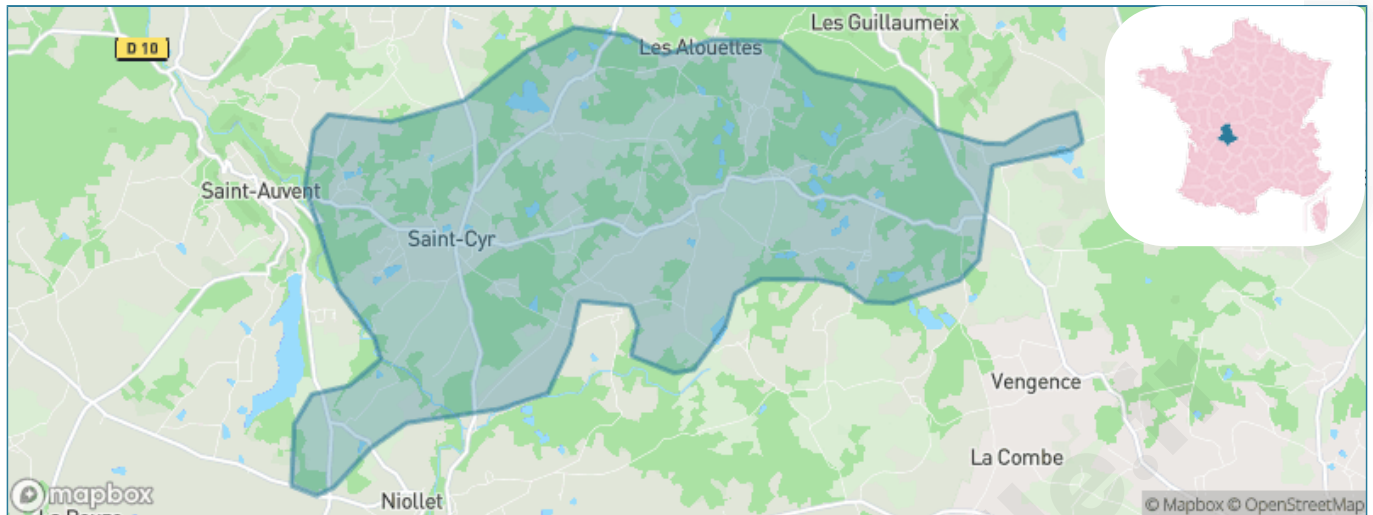 Les Guillaumeix
D 10
Les Alouettes
Saint-Auvent
Saint-Cyr
Vengence
La Combe
Niollet
mapbox
© Mapbox © OpenStreetMap